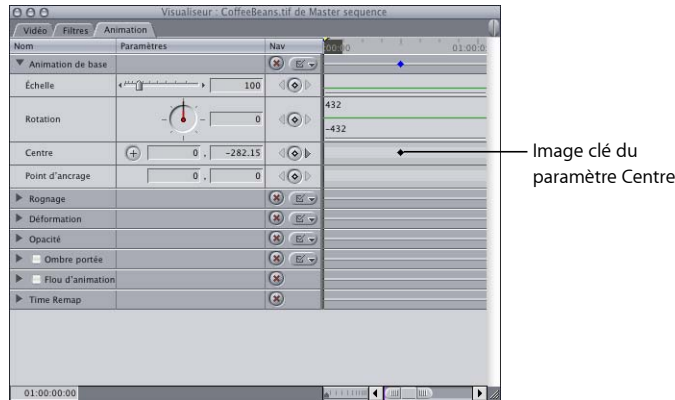 Visualiseur : CoffeeBeans.tif de Master sequence
Vidéo Filtres Animation
Nom Paramètres Nav 00:00 01:00:0
Animation de base
Échelle 100
432
Rotation 0
-432
Centre 0 , -282.15
Image clé du
paramètre Centre
Point d'ancrage 0 , 0
Rognage
Déformation
Opacité
Ombre portée
Flou d'animation
Time Remap
01:00:00:00